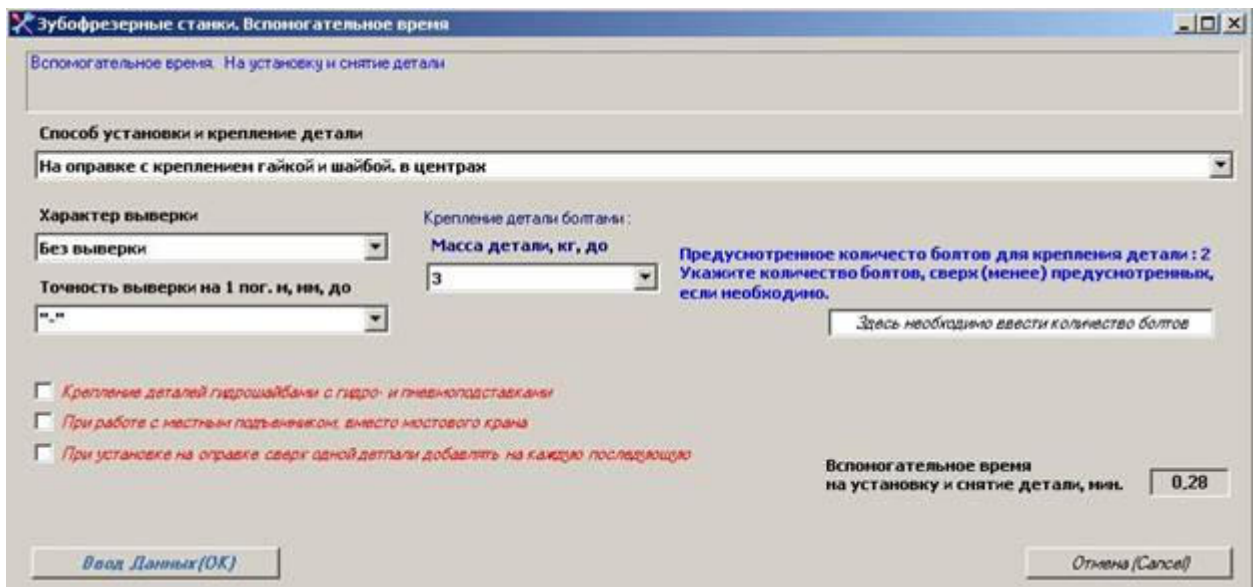 Зубофрезерные станки. Вспомогательное время
Вспомогательное время. На установку и снятие детали
Способ установки и крепление детали
На оправке с креплением гайкой и шайбой. в центрах
Характер выверки
Без выверки
Точность выверки на 1 пог. м, мм, до
"-"
Крепление детали болтами :
Масса детали, кг, до
3
Предусмотренное количесто болтов для крепления детали : 2
Укажите количество болтов, сверх (менее) предусмотренных,
если необходимо.
Здесь необходимо ввести количество болтов
Крепление деталей гидрошайбами с гидро- и пневмоподставками
При работе с местным подъемником, вместо мостового крана
При установке на оправке сверх одной детпали добавлять на каждую последующую
Вспомогательное время
на установку и снятие детали, мин.
0,28
Ввод Данных(OK)
Отмена (Cancel)